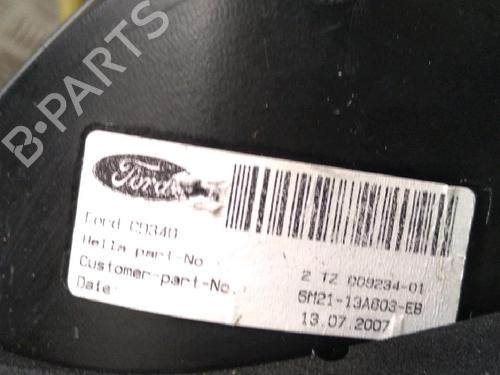 B-PARTS
Ford
Ford CD340
Hella part-No.: 2 TZ 009234-01
Customer-part-No.: 6M21-13A603-EB
Date: 13.07.2007